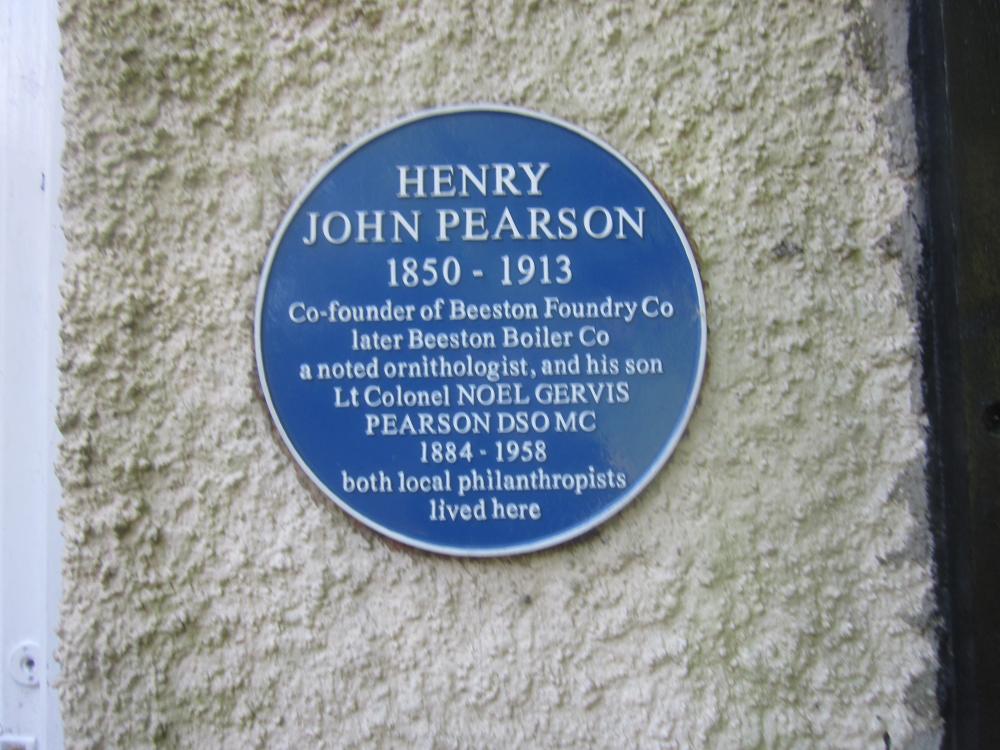 HENRY
JOHN PEARSON
1850 - 1913
Co-founder of Beeston Foundry Co
later Beeston Boiler Co
a noted ornithologist, and his son
Lt Colonel NOEL GERVIS
PEARSON DSO MC
1884 - 1958
both local philanthropists
lived here